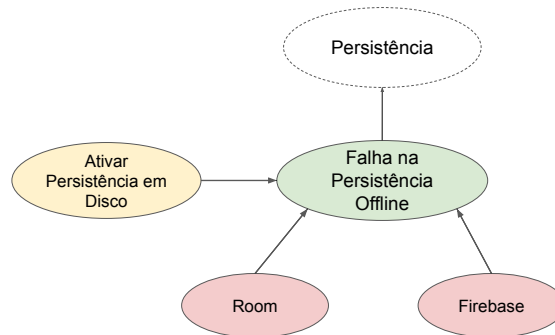 Persistência
Ativar
Persistência em
Disco
Falha na
Persistência
Offline
Room
Firebase